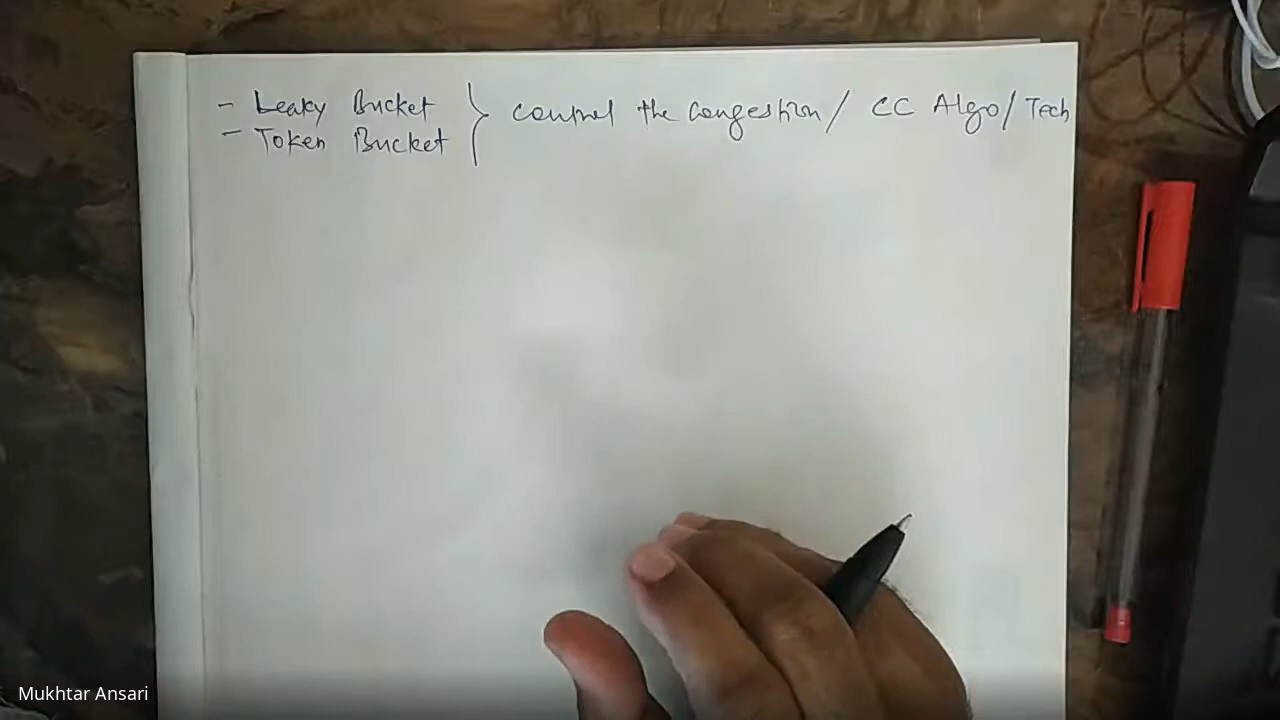 - Leaky Bucket } control the congestion / CC Algo / Tech
- Token Bucket
Mukhtar Ansari